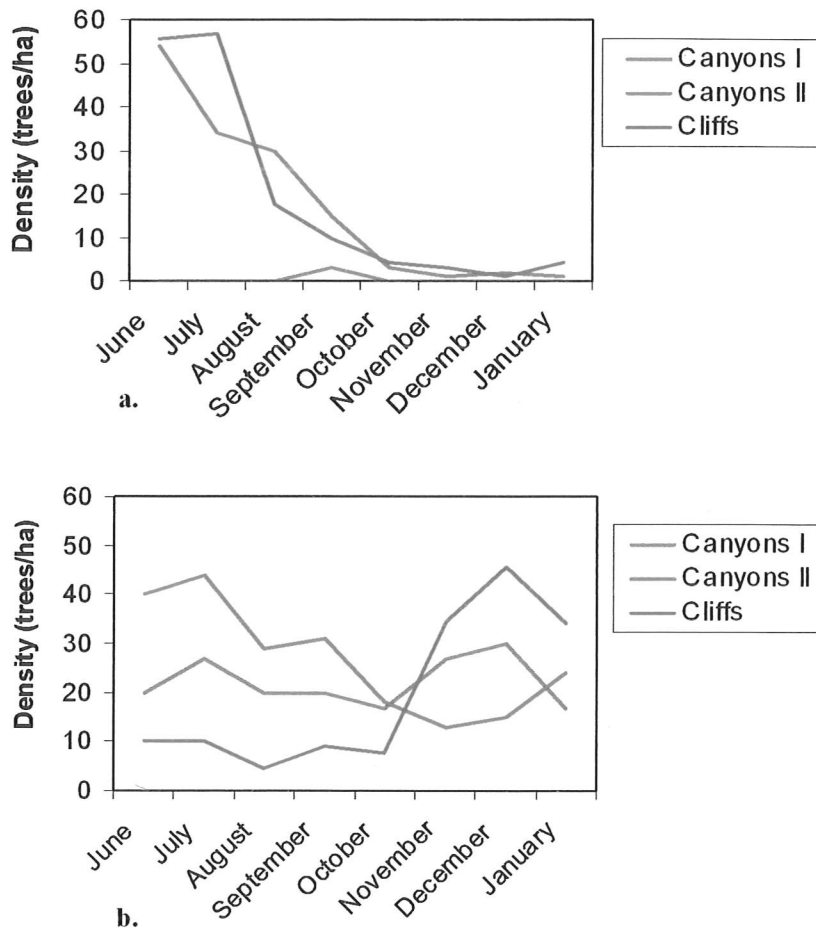 Density (trees/ha)
60
50
40
30
20
10
0
June
July
August
September
October
November
December
January
Canyons I
Canyons II
Cliffs
a.
Density (trees/ha)
60
50
40
30
20
10
0
June
July
August
September
October
November
December
January
Canyons I
Canyons II
Cliffs
b.